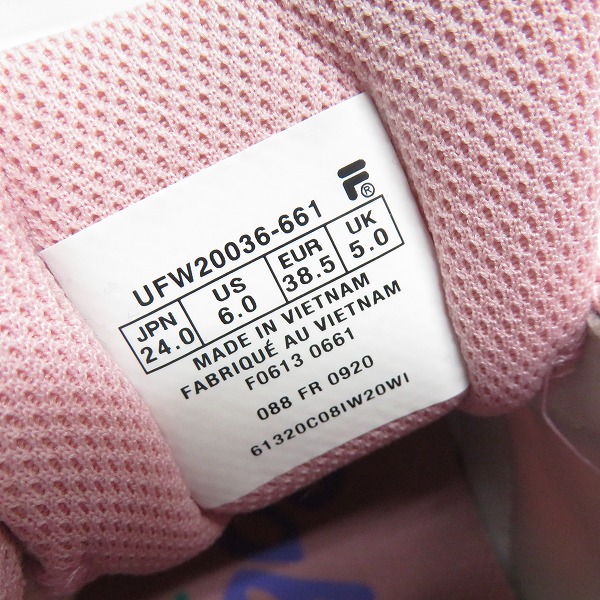 F®
UFW20036-661
JPN US EUR UK
24.0 6.0 38.5 5.0
MADE IN VIETNAM
FABRIQUÉ AU VIETNAM
F0613 0661
088 FR 0920
61320C08IW20WI